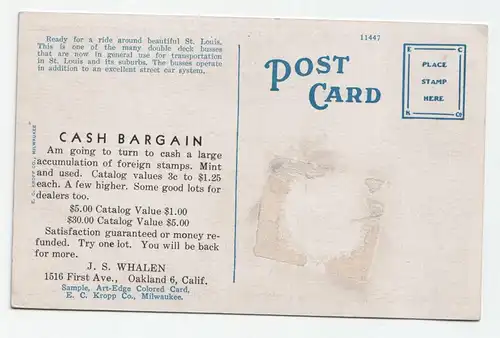 Ready for a ride around beautiful St. Louis.
This is one of the many double deck busses
that are now in general use for transportation
in St. Louis and its suburbs. The busses operate
in addition to an excellent street car system.
11447
POST
CARD
E C
PLACE
STAMP
HERE
K Co
E. C. KROPP CO., MILWAUKEE
CASH BARGAIN
Am going to turn to cash a large
accumulation of foreign stamps. Mint
and used. Catalog values 3c to $1.25
each. A few higher. Some good lots for
dealers too.
$5.00 Catalog Value $1.00
$30.00 Catalog Value $5.00
Satisfaction guaranteed or money re-
funded. Try one lot. You will be back
for more.
J. S. WHALEN
1516 First Ave., Oakland 6, Calif.
Sample, Art-Edge Colored Card,
E. C. Kropp Co., Milwaukee.